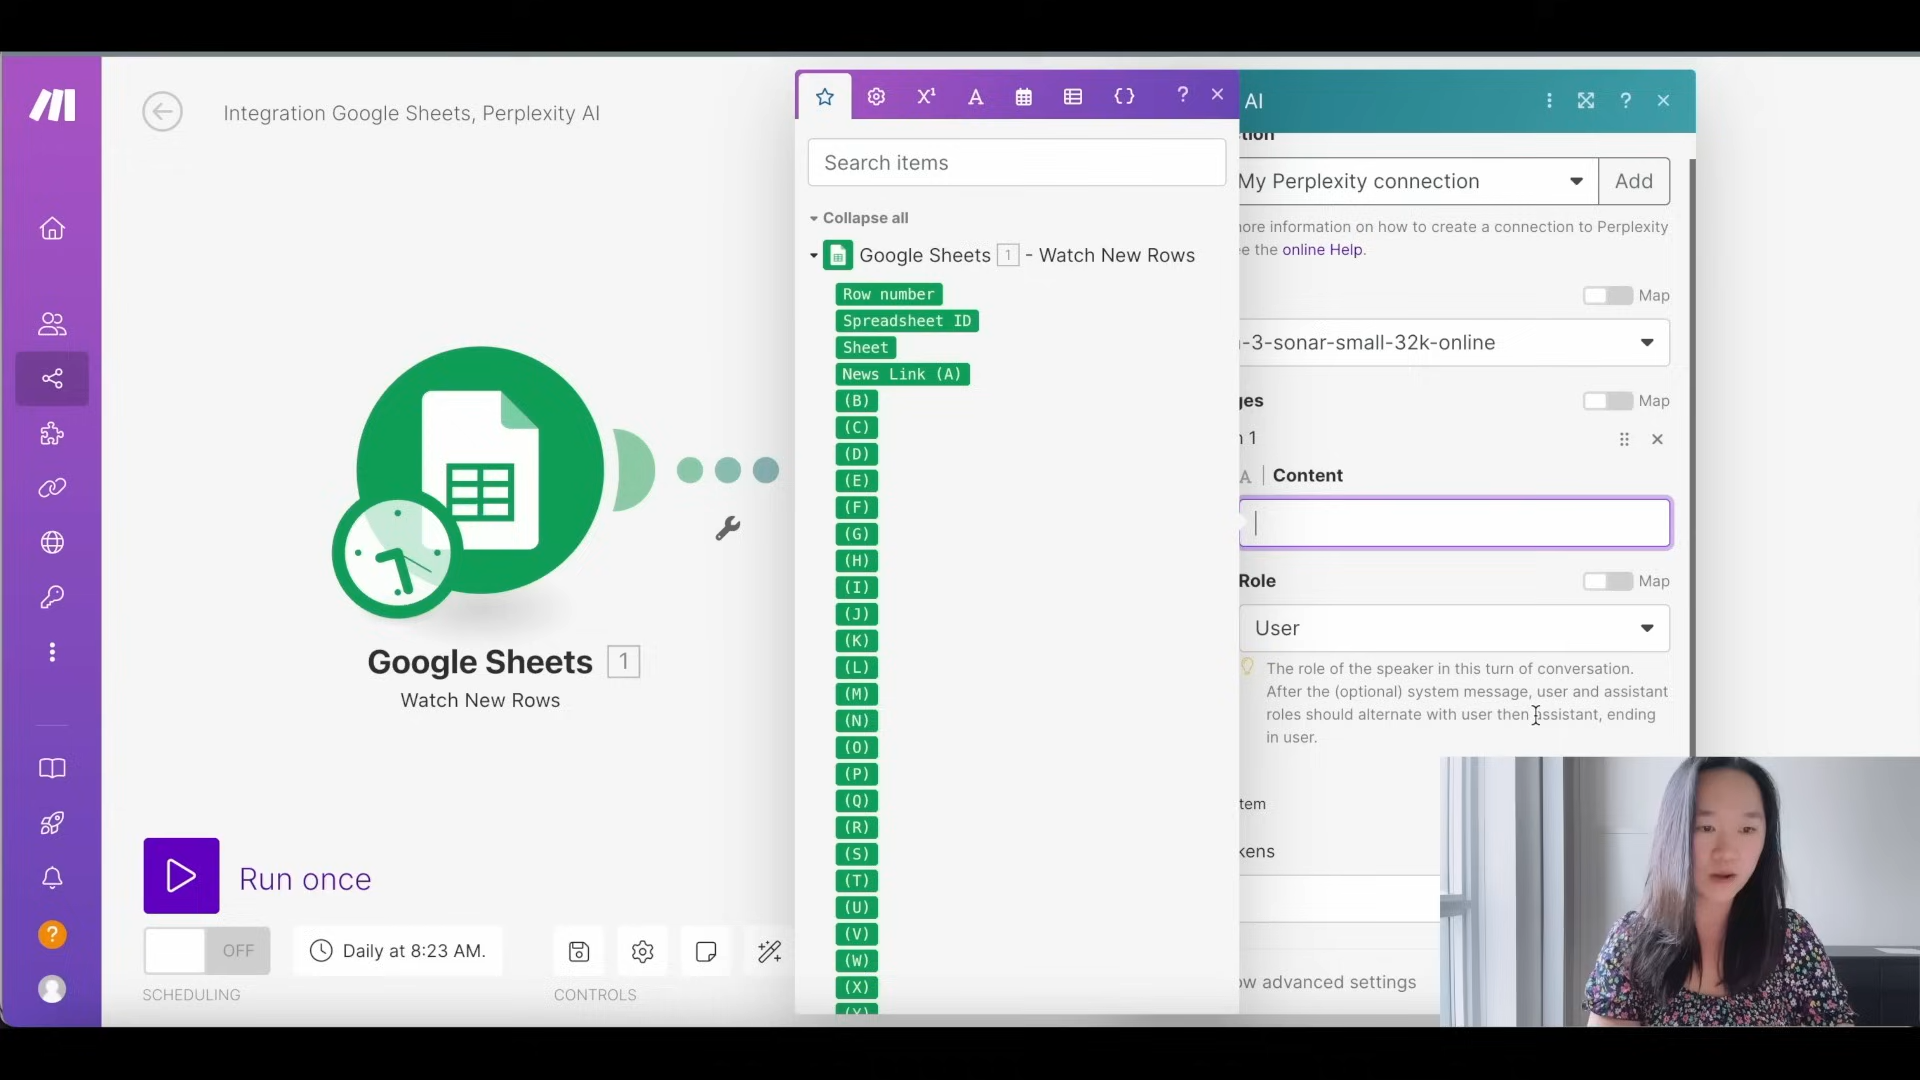 Integration Google Sheets, Perplexity AI
Google Sheets 1
Watch New Rows
Run once
OFF
Daily at 8:23 AM.
SCHEDULING
CONTROLS
?
A
?
Search items
Collapse all
Google Sheets 1 - Watch New Rows
Row number
Spreadsheet ID
Sheet
News Link (A)
(B)
(C)
(D)
(E)
(F)
(G)
(H)
(I)
(J)
(K)
(L)
(M)
(N)
(O)
(P)
(Q)
(R)
(S)
(T)
(U)
(V)
(W)
(X)
(Y)
AI
?
tion
My Perplexity connection
Add
ore information on how to create a connection to Perplexity
e the online Help.
Map
-3-sonar-small-32k-online
ges
Map
1
A
Content
Role
Map
User
The role of the speaker in this turn of conversation.
After the (optional) system message, user and assistant
roles should alternate with user then assistant, ending
in user.
tem
kens
ow advanced settings